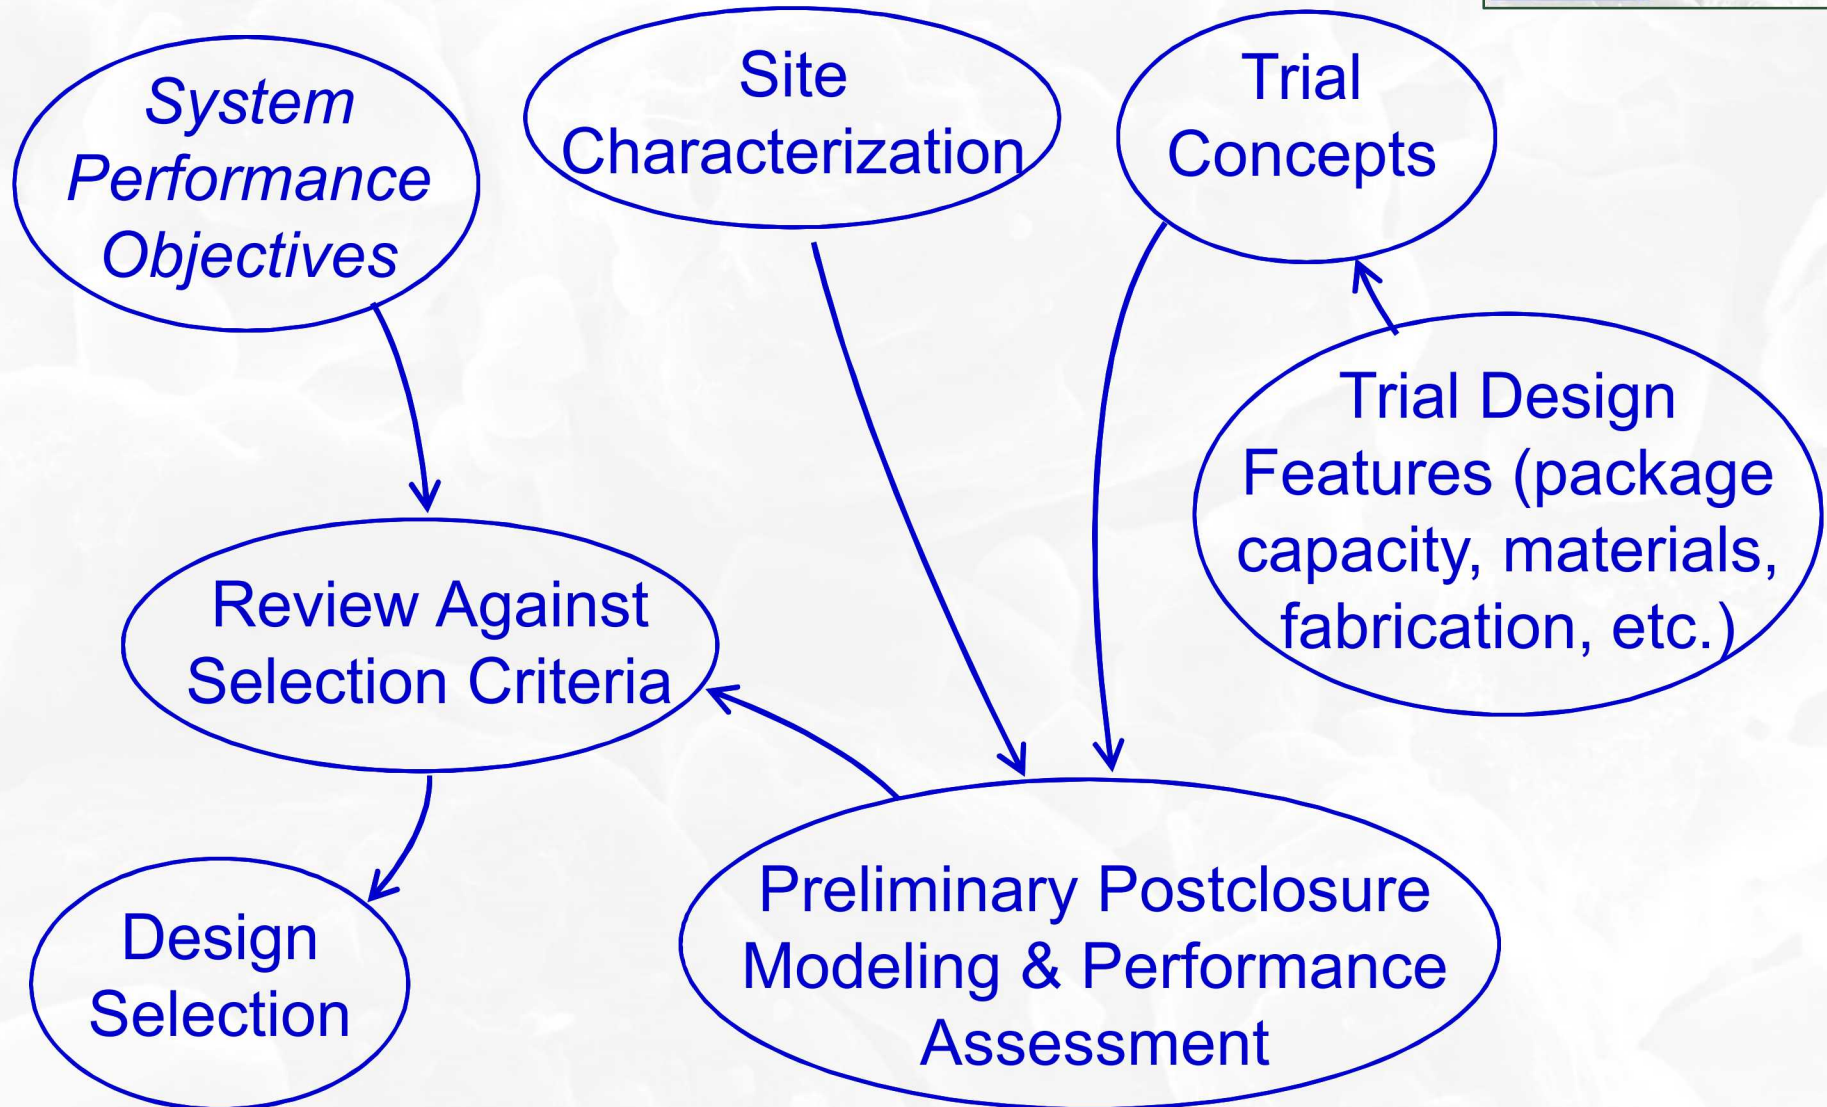 System
Performance
Objectives
Site
Characterization
Trial
Concepts
Trial Design
Features (package
capacity, materials,
fabrication, etc.)
Review Against
Selection Criteria
Preliminary Postclosure
Modeling & Performance
Assessment
Design
Selection